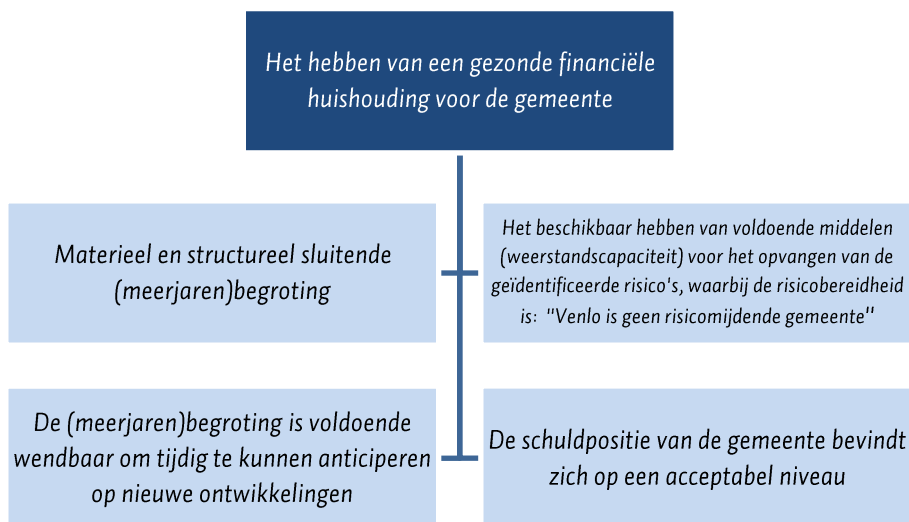 Het hebben van een gezonde financiële
huishouding voor de gemeente
Materieel en structureel sluitende
(meerjaren)begroting
Het beschikbaar hebben van voldoende middelen
(weerstandscapaciteit) voor het opvangen van de
geïdentificeerde risico's, waarbij de risicobereidheid
is: "Venlo is geen risicomijdende gemeente"
De (meerjaren)begroting is voldoende
wendbaar om tijdig te kunnen anticiperen
op nieuwe ontwikkelingen
De schuldpositie van de gemeente bevindt
zich op een acceptabel niveau